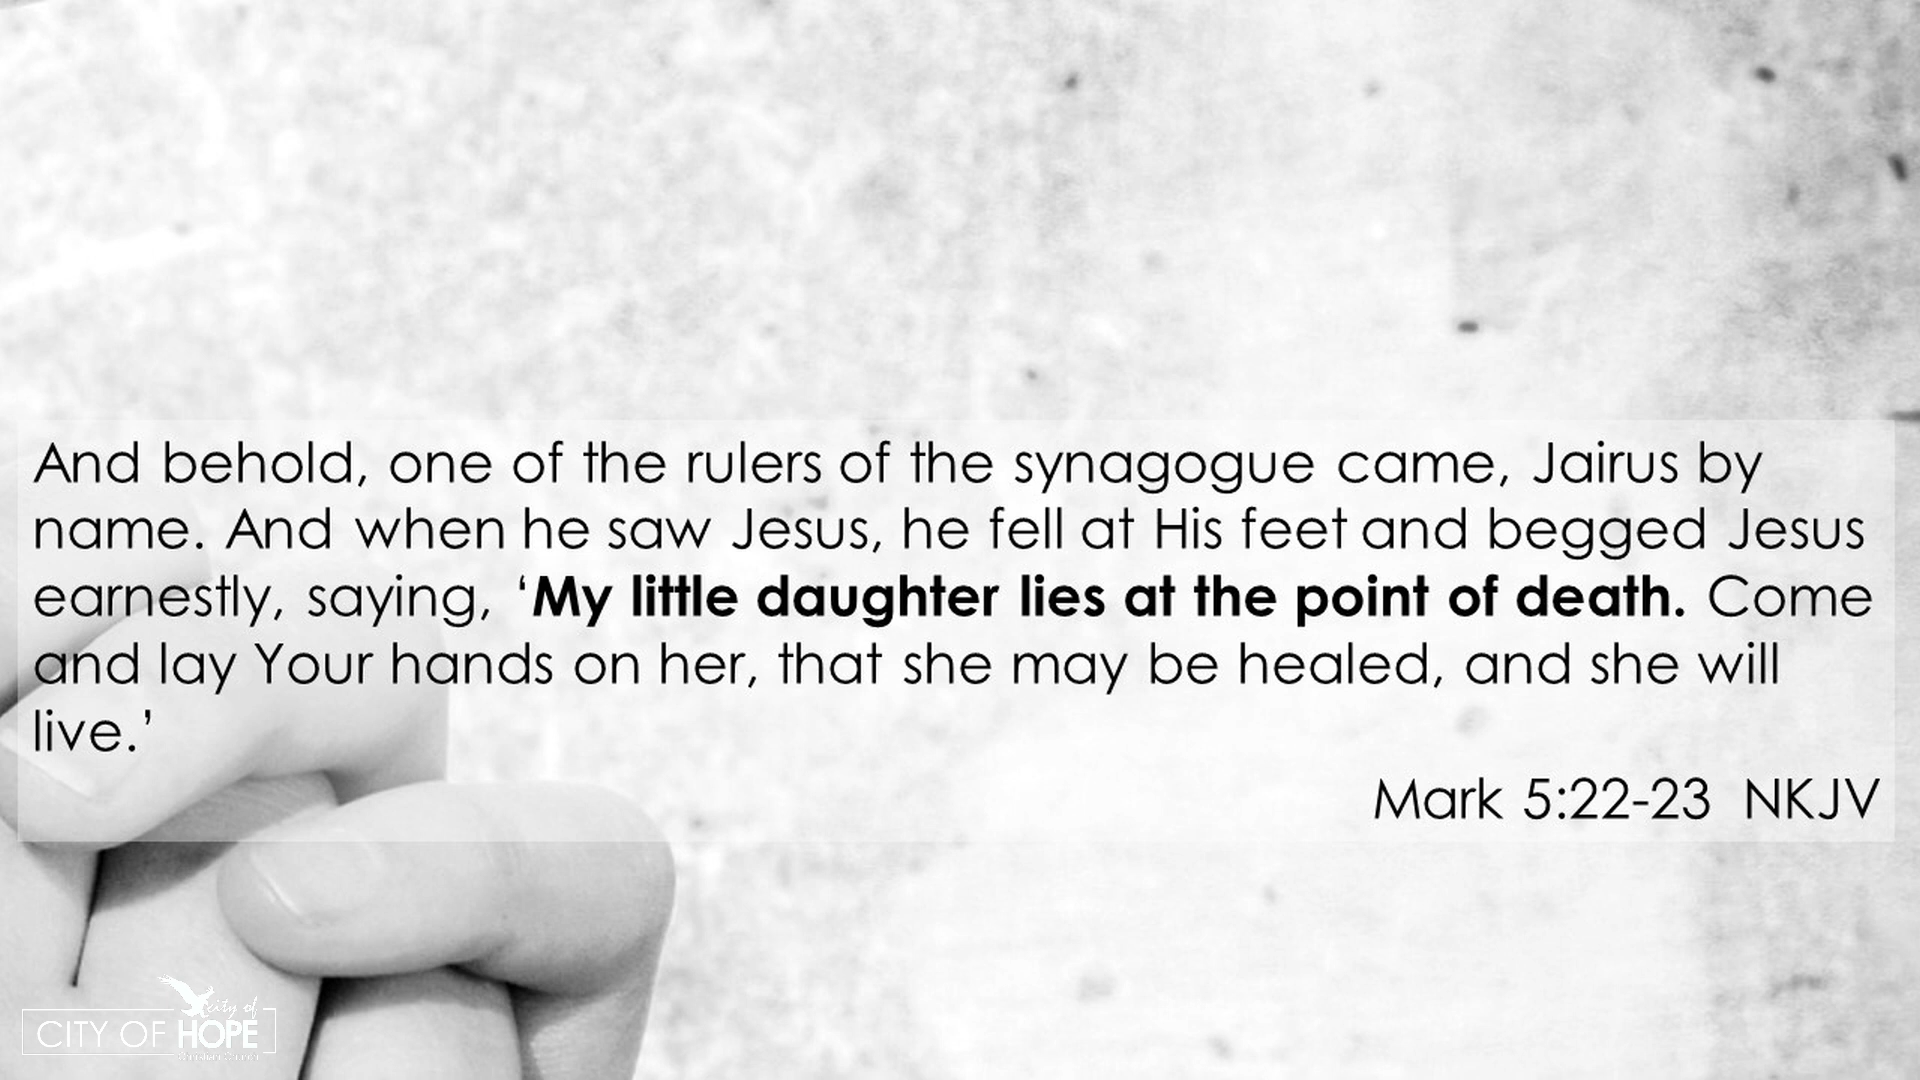 And behold, one of the rulers of the synagogue came, Jairus by
name. And when he saw Jesus, he fell at His feet and begged Jesus
earnestly, saying, ‘My little daughter lies at the point of death. Come
and lay Your hands on her, that she may be healed, and she will
live.’
Mark 5:22-23 NKJV
city of
CITY OF HOPE
Christian Church